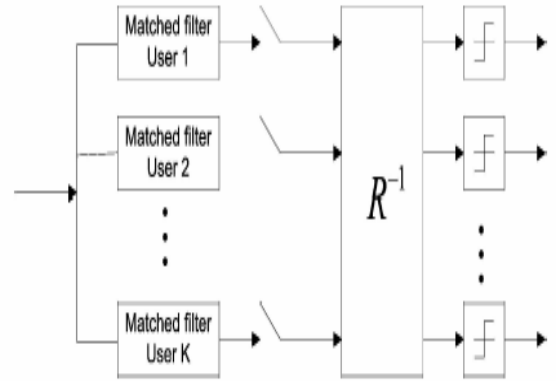 Matched filter
User 1
Matched filter
User 2
R⁻¹
Matched filter
User K